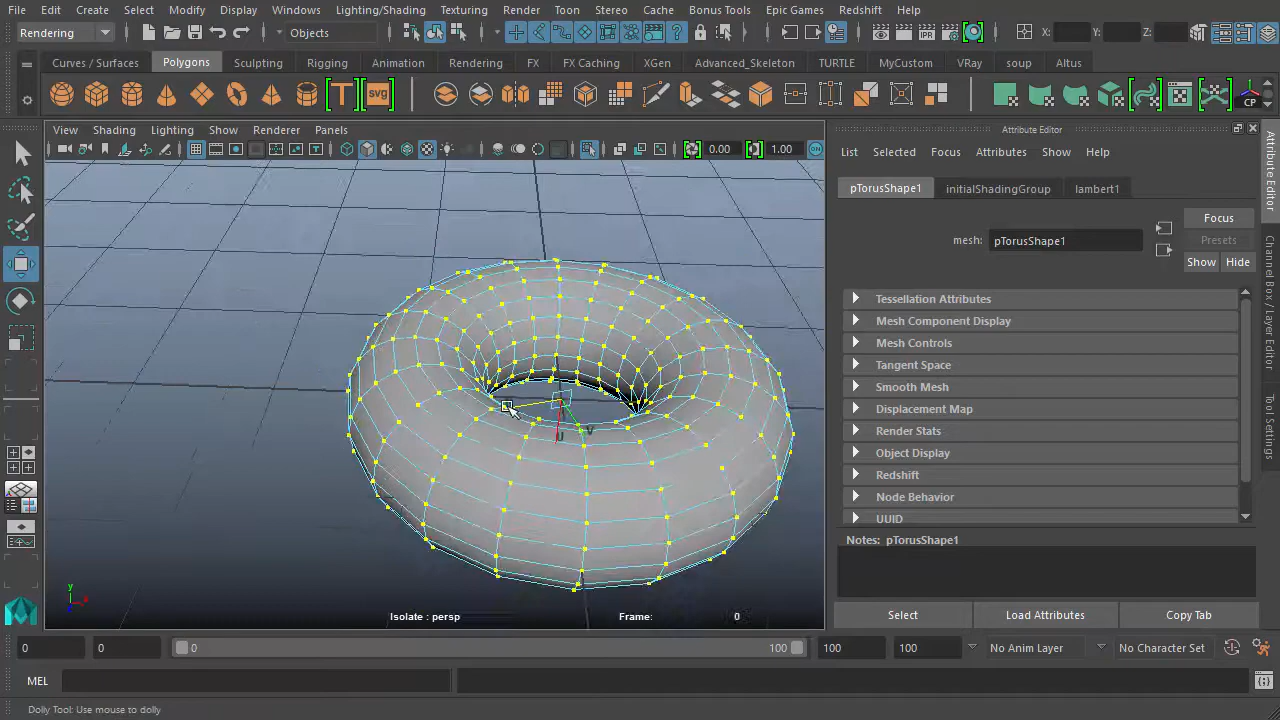 File Edit Create Select Modify Display Windows Lighting/Shading Texturing Render Toon Stereo Cache Bonus Tools Epic Games Redshift Help
Rendering Objects X: Y: Z:
Curves / Surfaces Polygons Sculpting Rigging Animation Rendering FX FX Caching XGen Advanced_Skeleton TURTLE MyCustom VRay soup Altus
T svg CP
View Shading Lighting Show Renderer Panels
0.00 1.00
Attribute Editor
List Selected Focus Attributes Show Help
pTorusShape1 initialShadingGroup lambert1
Focus
mesh: pTorusShape1 Presets
Show Hide
Tessellation Attributes
Mesh Component Display
Mesh Controls
Tangent Space
Smooth Mesh
Displacement Map
Render Stats
Object Display
Redshift
Node Behavior
UUID
Notes: pTorusShape1
Select Load Attributes Copy Tab
Attribute Editor
Channel Box / Layer Editor
Tool Settings
U V
y x z
Isolate : persp Frame: 0
0 0 0 100 100 100 No Anim Layer No Character Set
MEL
Dolly Tool: Use mouse to dolly